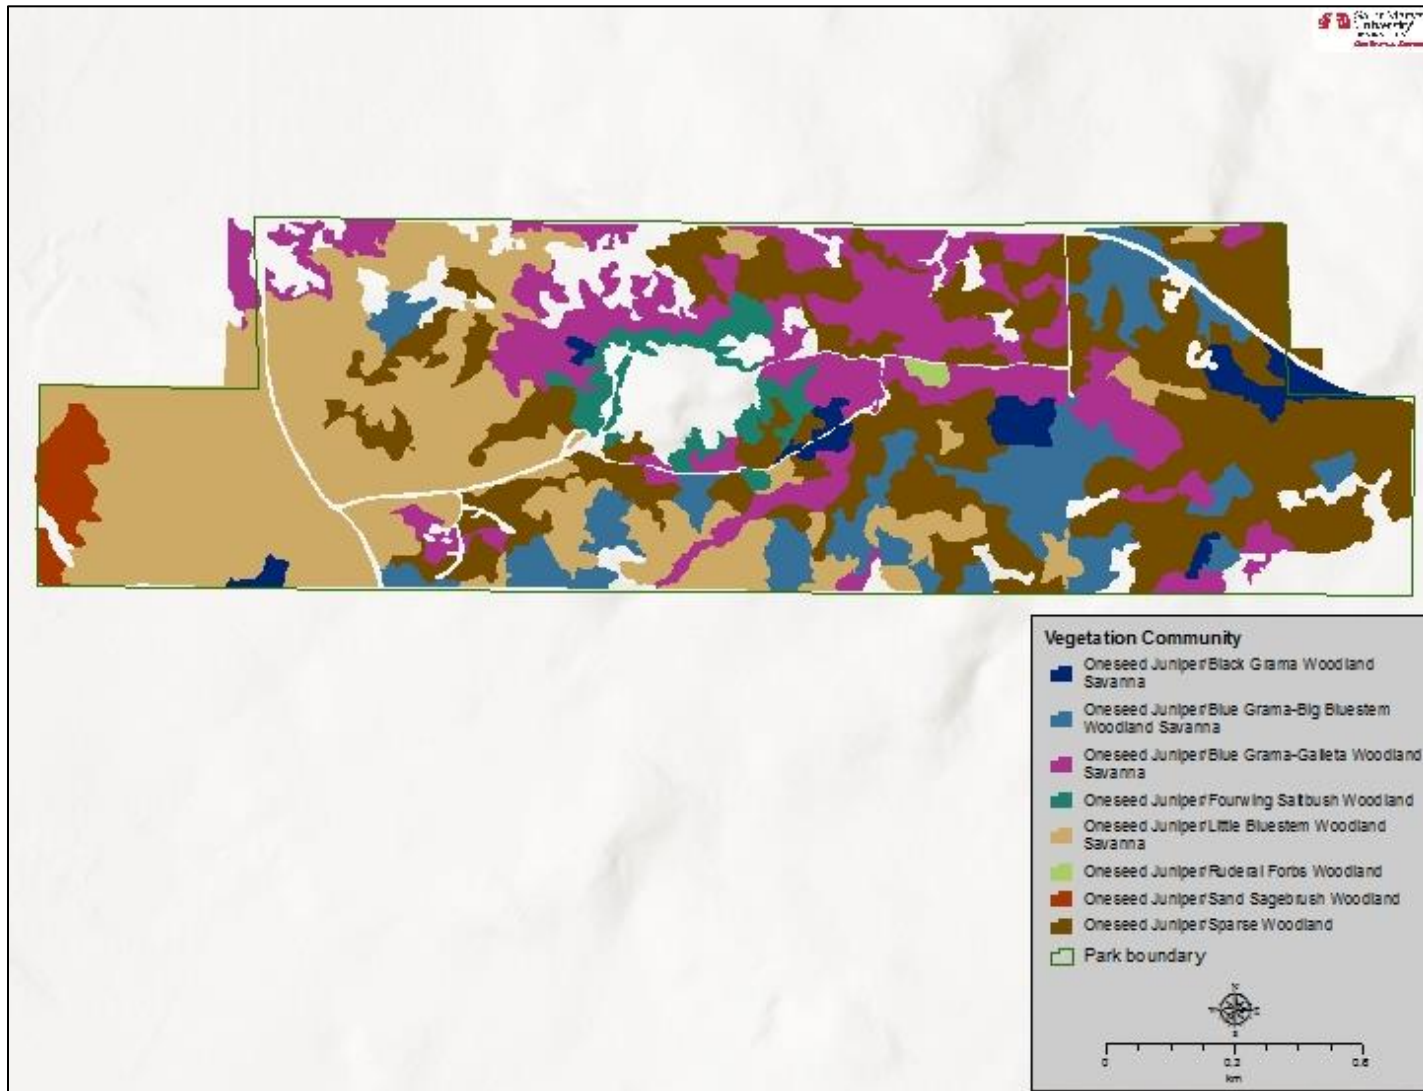 University
Vegetation Community
Oneseed Juniper/Black Grama Woodland
Savanna
Oneseed Juniper/Blue Grama-Big Bluestem
Woodland Savanna
Oneseed Juniper/Blue Grama-Galleta Woodland
Savanna
Oneseed Juniper/Fourwing Saltbush Woodland
Oneseed Juniper/Little Bluestem Woodland
Savanna
Oneseed Juniper/Ruderal Forbs Woodland
Oneseed Juniper/Sand Sagebrush Woodland
Oneseed Juniper/Sparse Woodland
Park boundary
N
0
km